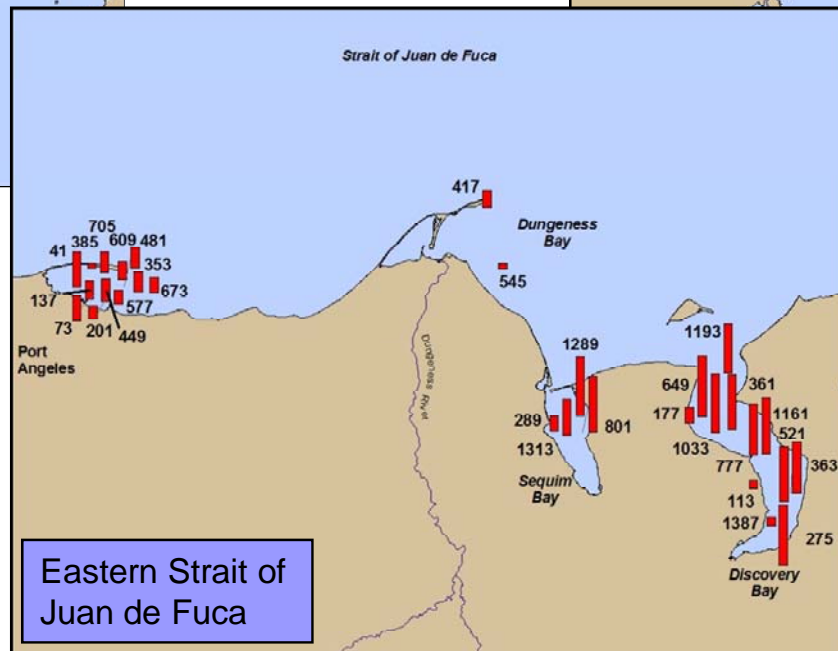 Strait of Juan de Fuca
417
Dungeness
Bay
545
705
385
609
481
41
353
673
137
577
449
73
201
Port
Angeles
Dungeness River
1289
289
801
1313
Sequim
Bay
1193
649
361
177
1161
1033
521
777
363
113
1387
275
Discovery
Bay
Eastern Strait of
Juan de Fuca